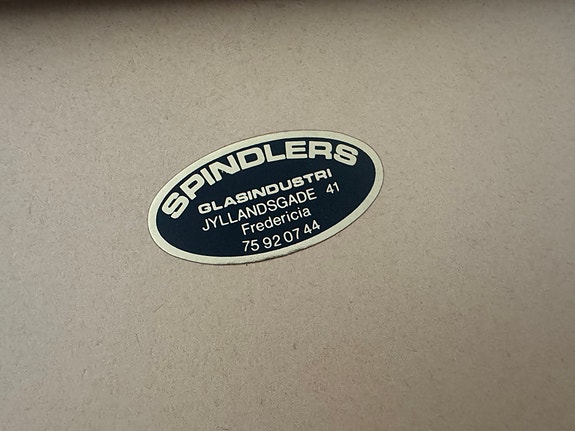 SPINDLERS
GLASINDUSTRI
JYLLANDSGADE 41
Fredericia
75 92 07 44